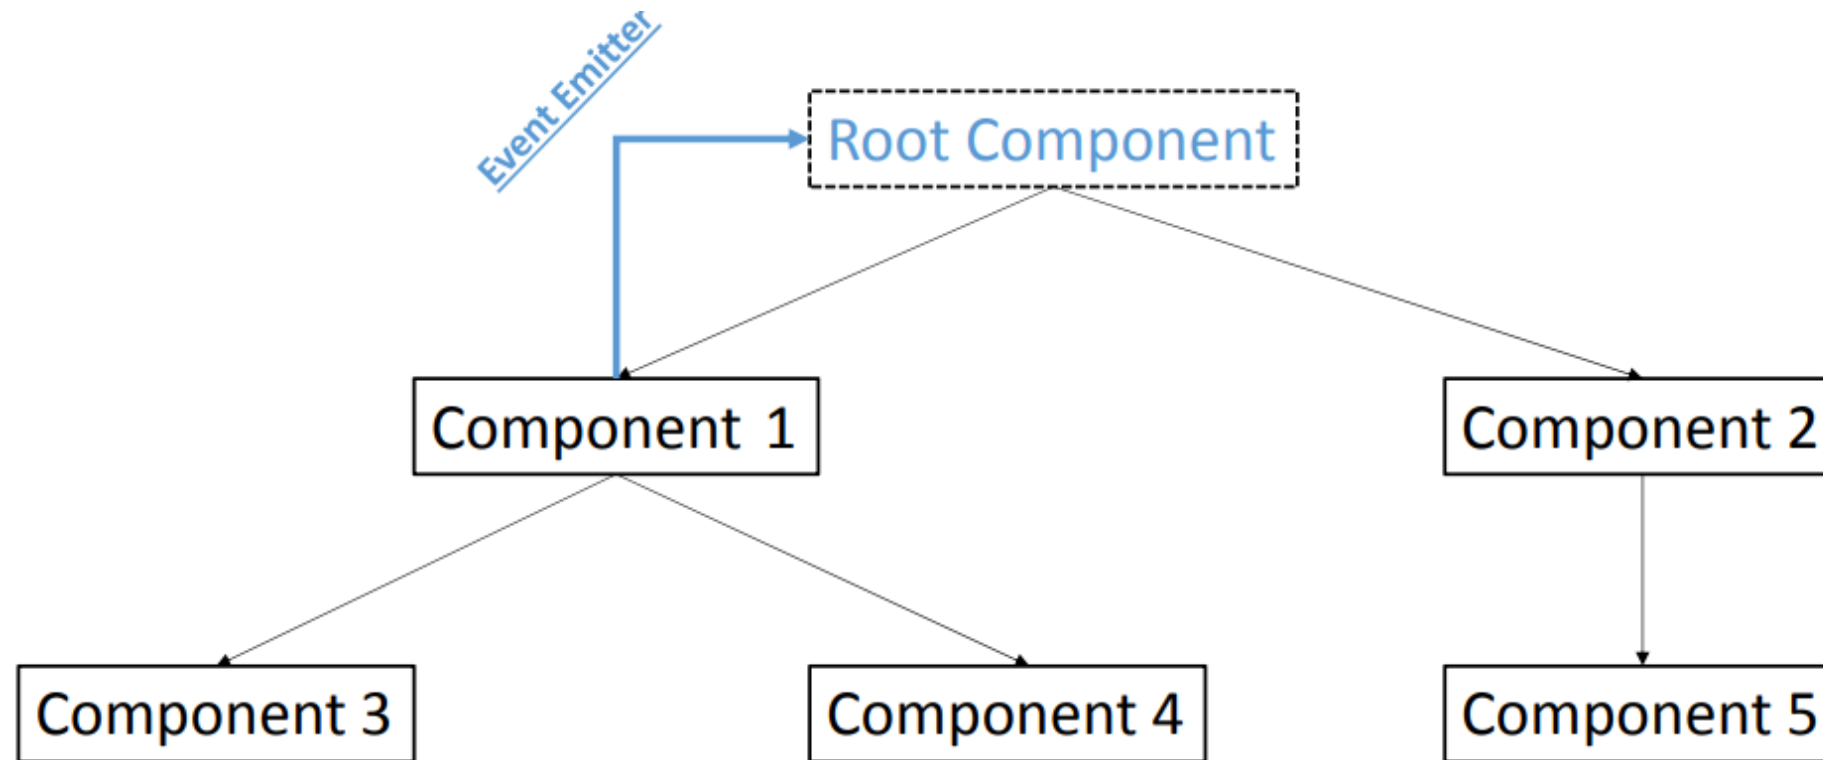 Event Emitter
Root Component
Component 1
Component 2
Component 3
Component 4
Component 5